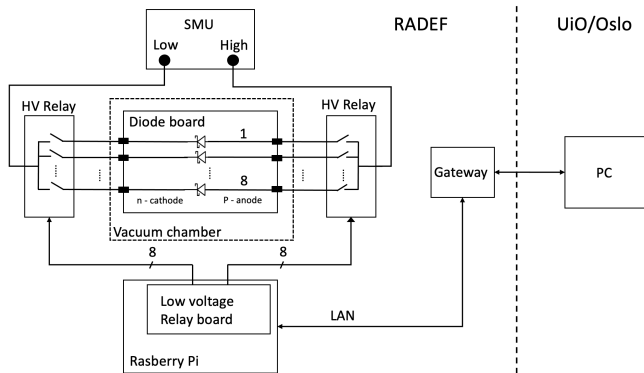 SMU
RADEF
UiO/Oslo
Low
High
HV Relay
HV Relay
Diode board
1
8
n - cathode
P - anode
Vacuum chamber
Gateway
PC
8
8
Low voltage
Relay board
LAN
Rasberry Pi